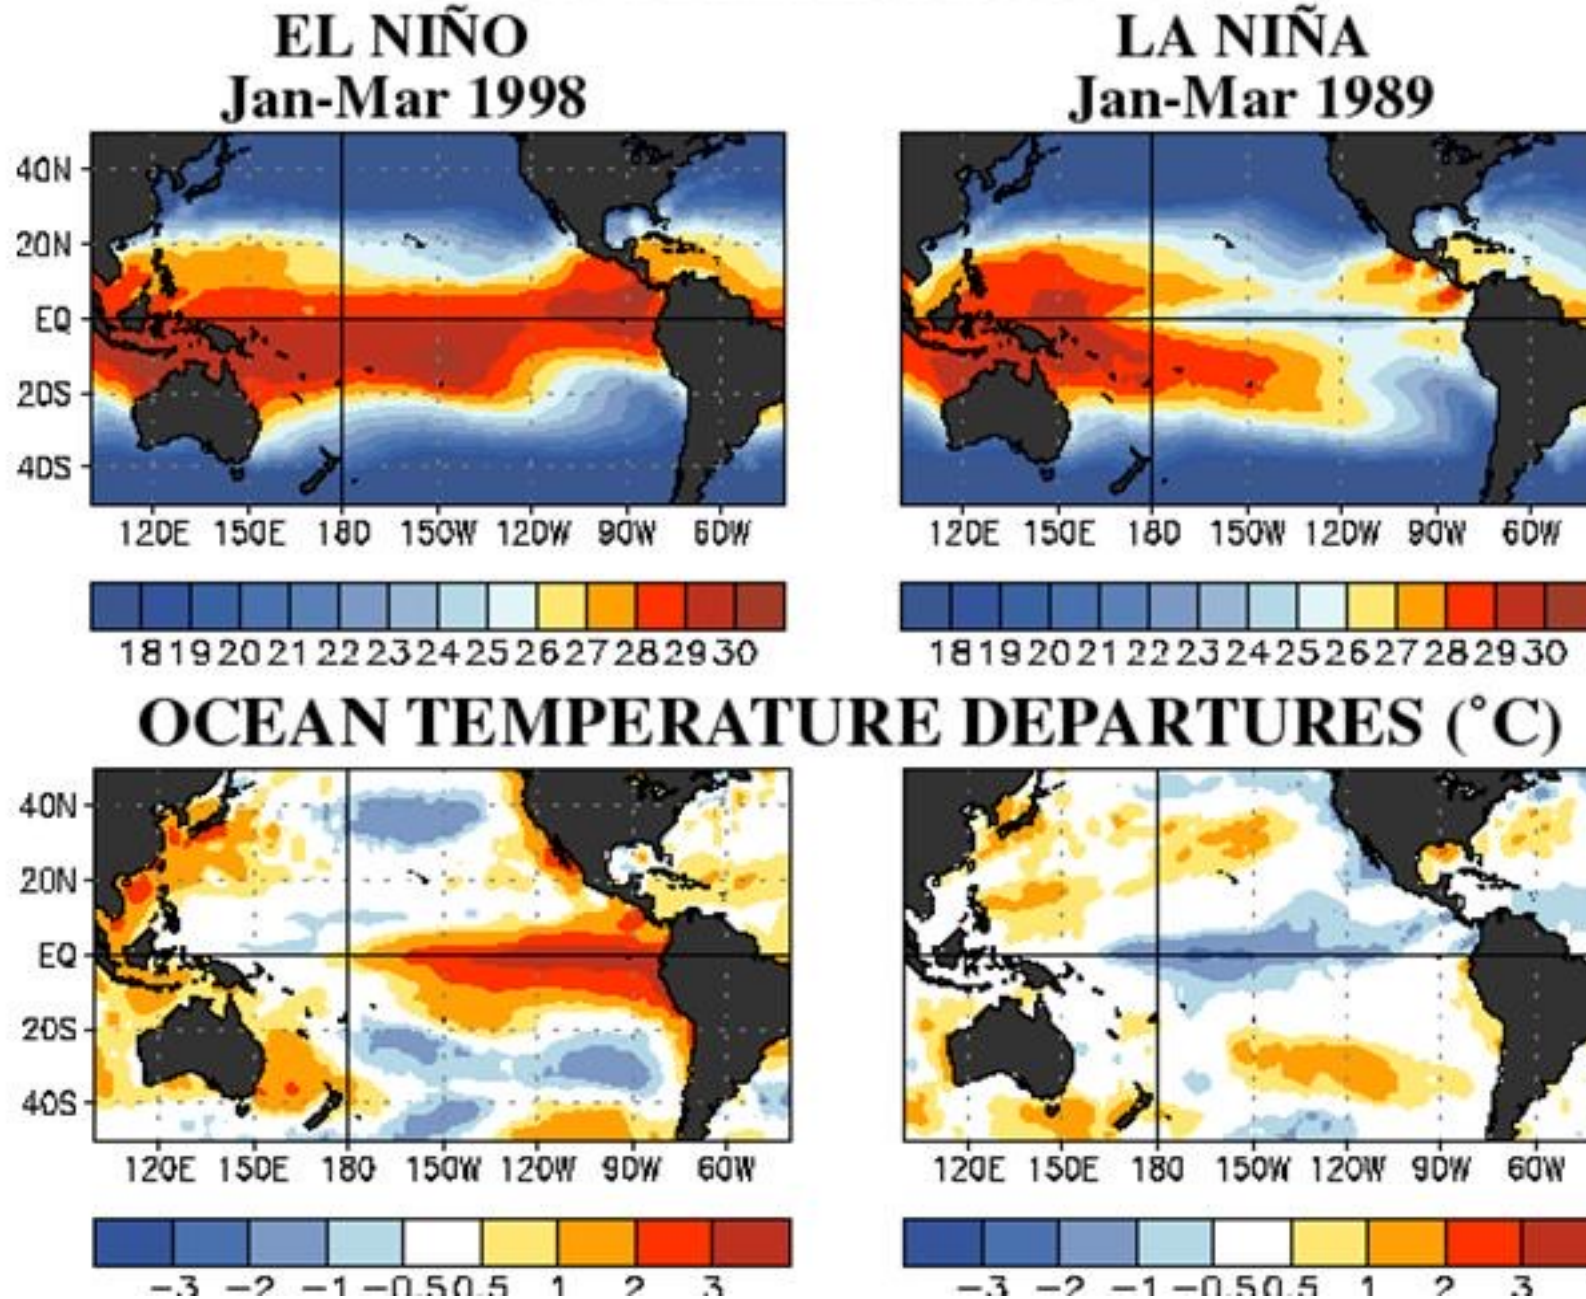 EL NIÑO
Jan-Mar 1998
LA NIÑA
Jan-Mar 1989
40N
20N
EQ
20S
40S
120E 150E 180 150W 120W 90W 60W
120E 150E 180 150W 120W 90W 60W
18 19 20 21 22 23 24 25 26 27 28 29 30
18 19 20 21 22 23 24 25 26 27 28 29 30
OCEAN TEMPERATURE DEPARTURES (˚C)
40N
20N
EQ
20S
40S
120E 150E 180 150W 120W 90W 60W
120E 150E 180 150W 120W 90W 60W
-3 -2 -1 -0.5 0.5 1 2 3
-3 -2 -1 -0.5 0.5 1 2 3